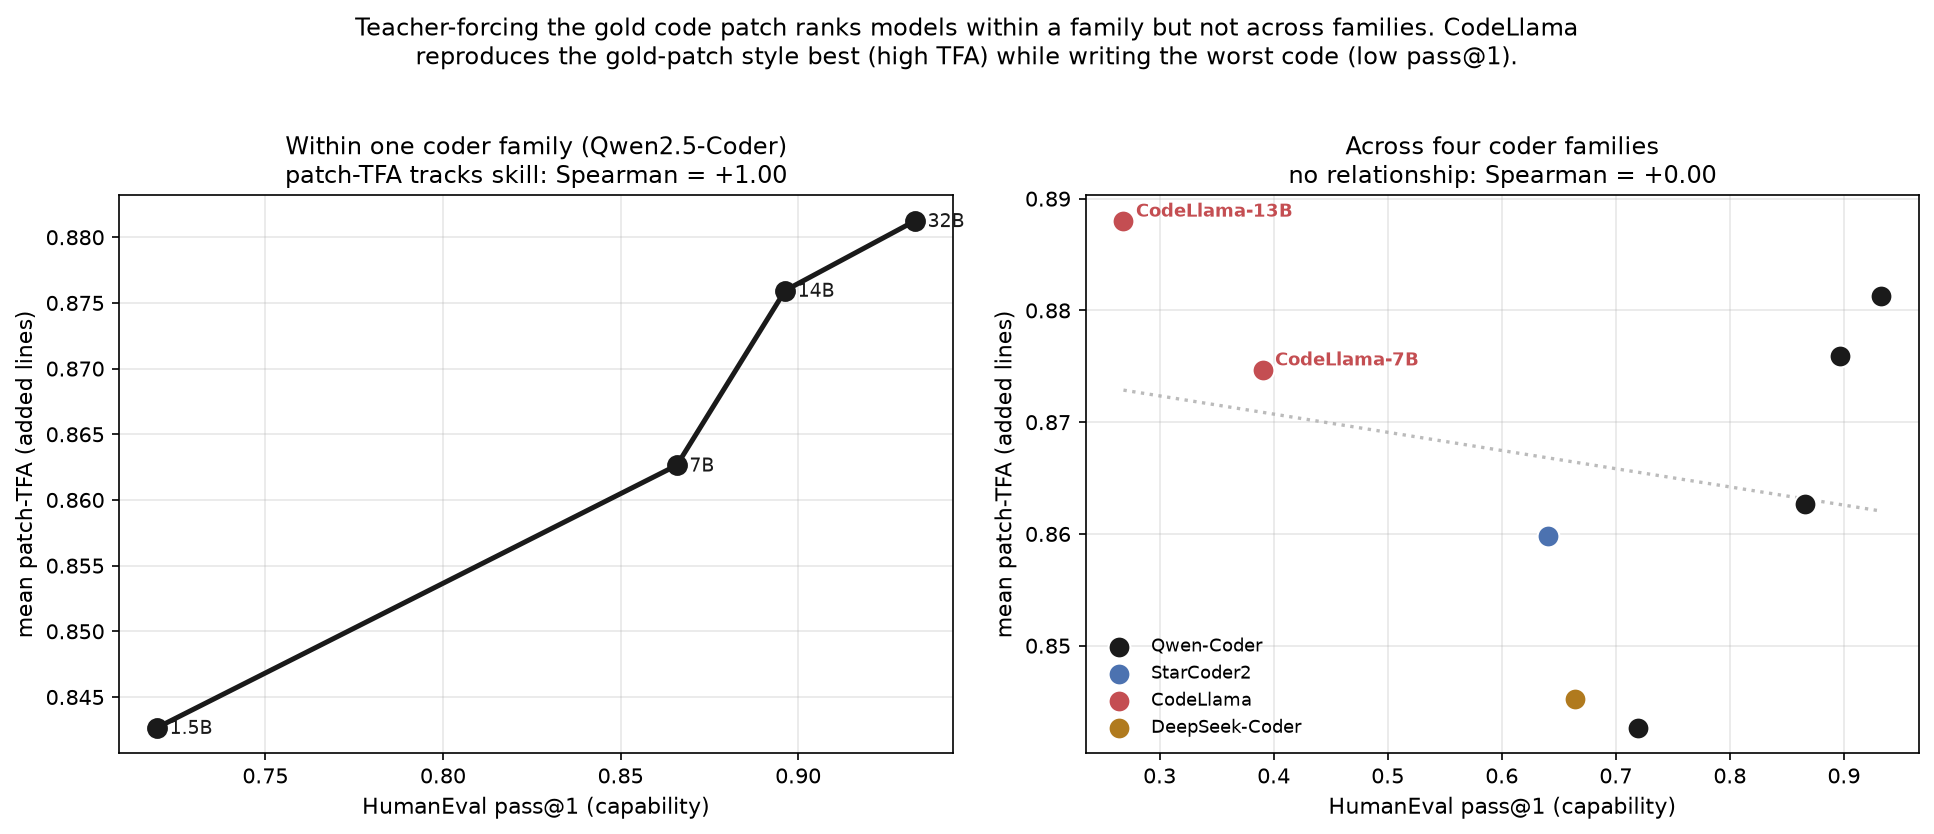 Teacher-forcing the gold code patch ranks models within a family but not across families. CodeLlama
reproduces the gold-patch style best (high TFA) while writing the worst code (low pass@1).
Within one coder family (Qwen2.5-Coder)
patch-TFA tracks skill: Spearman = +1.00
mean patch-TFA (added lines)
0.880
0.875
0.870
0.865
0.860
0.855
0.850
0.845
32B
14B
7B
1.5B
0.75
0.80
0.85
0.90
HumanEval pass@1 (capability)
Across four coder families
no relationship: Spearman = +0.00
mean patch-TFA (added lines)
0.89
0.88
0.87
0.86
0.85
CodeLlama-13B
CodeLlama-7B
Qwen-Coder
StarCoder2
CodeLlama
DeepSeek-Coder
0.3
0.4
0.5
0.6
0.7
0.8
0.9
HumanEval pass@1 (capability)